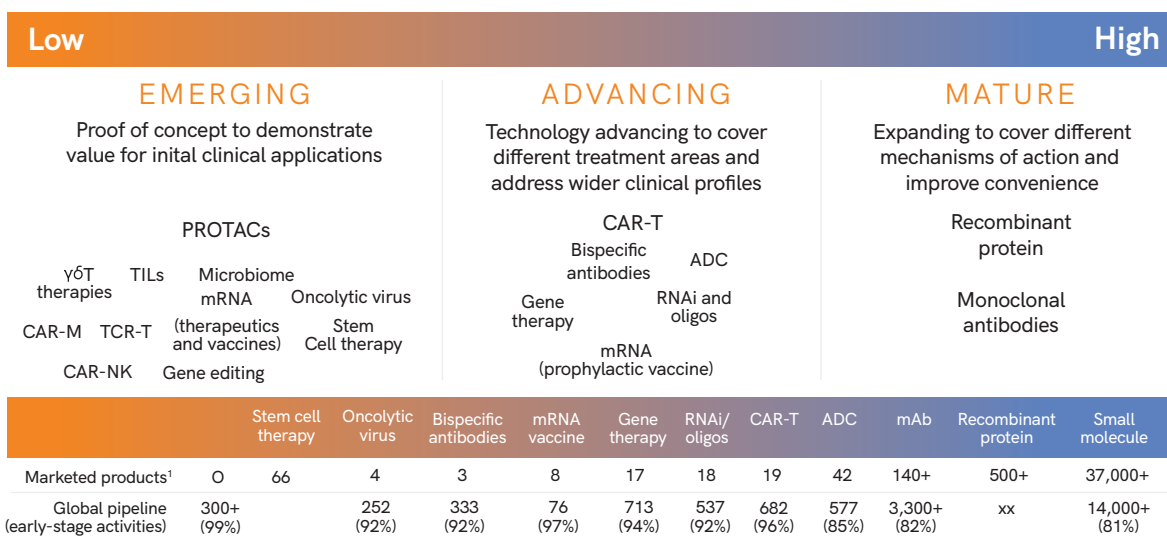 Low
High
EMERGING
Proof of concept to demonstrate
value for inital clinical applications
PROTACs
γδT
therapies
TILs
Microbiome
mRNA
Oncolytic virus
CAR-M
TCR-T
(therapeutics
and vaccines)
Stem
Cell therapy
CAR-NK
Gene editing
ADVANCING
Technology advancing to cover
different treatment areas and
address wider clinical profiles
CAR-T
Bispecific
antibodies
ADC
Gene
therapy
RNAi and
oligos
mRNA
(prophylactic vaccine)
MATURE
Expanding to cover different
mechanisms of action and
improve convenience
Recombinant
protein
Monoclonal
antibodies
Stem cell
therapy
Oncolytic
virus
Bispecific
antibodies
mRNA
vaccine
Gene
therapy
RNAi/
oligos
CAR-T
ADC
mAb
Recombinant
protein
Small
molecule
Marketed products¹ O 66 4 3 8 17 18 19 42 140+ 500+ 37,000+
Global pipeline 300+ 252 333 76 713 537 682 577 3,300+ xx 14,000+
(early-stage activities) (99%) (92%) (92%) (97%) (94%) (92%) (96%) (85%) (82%) (81%)